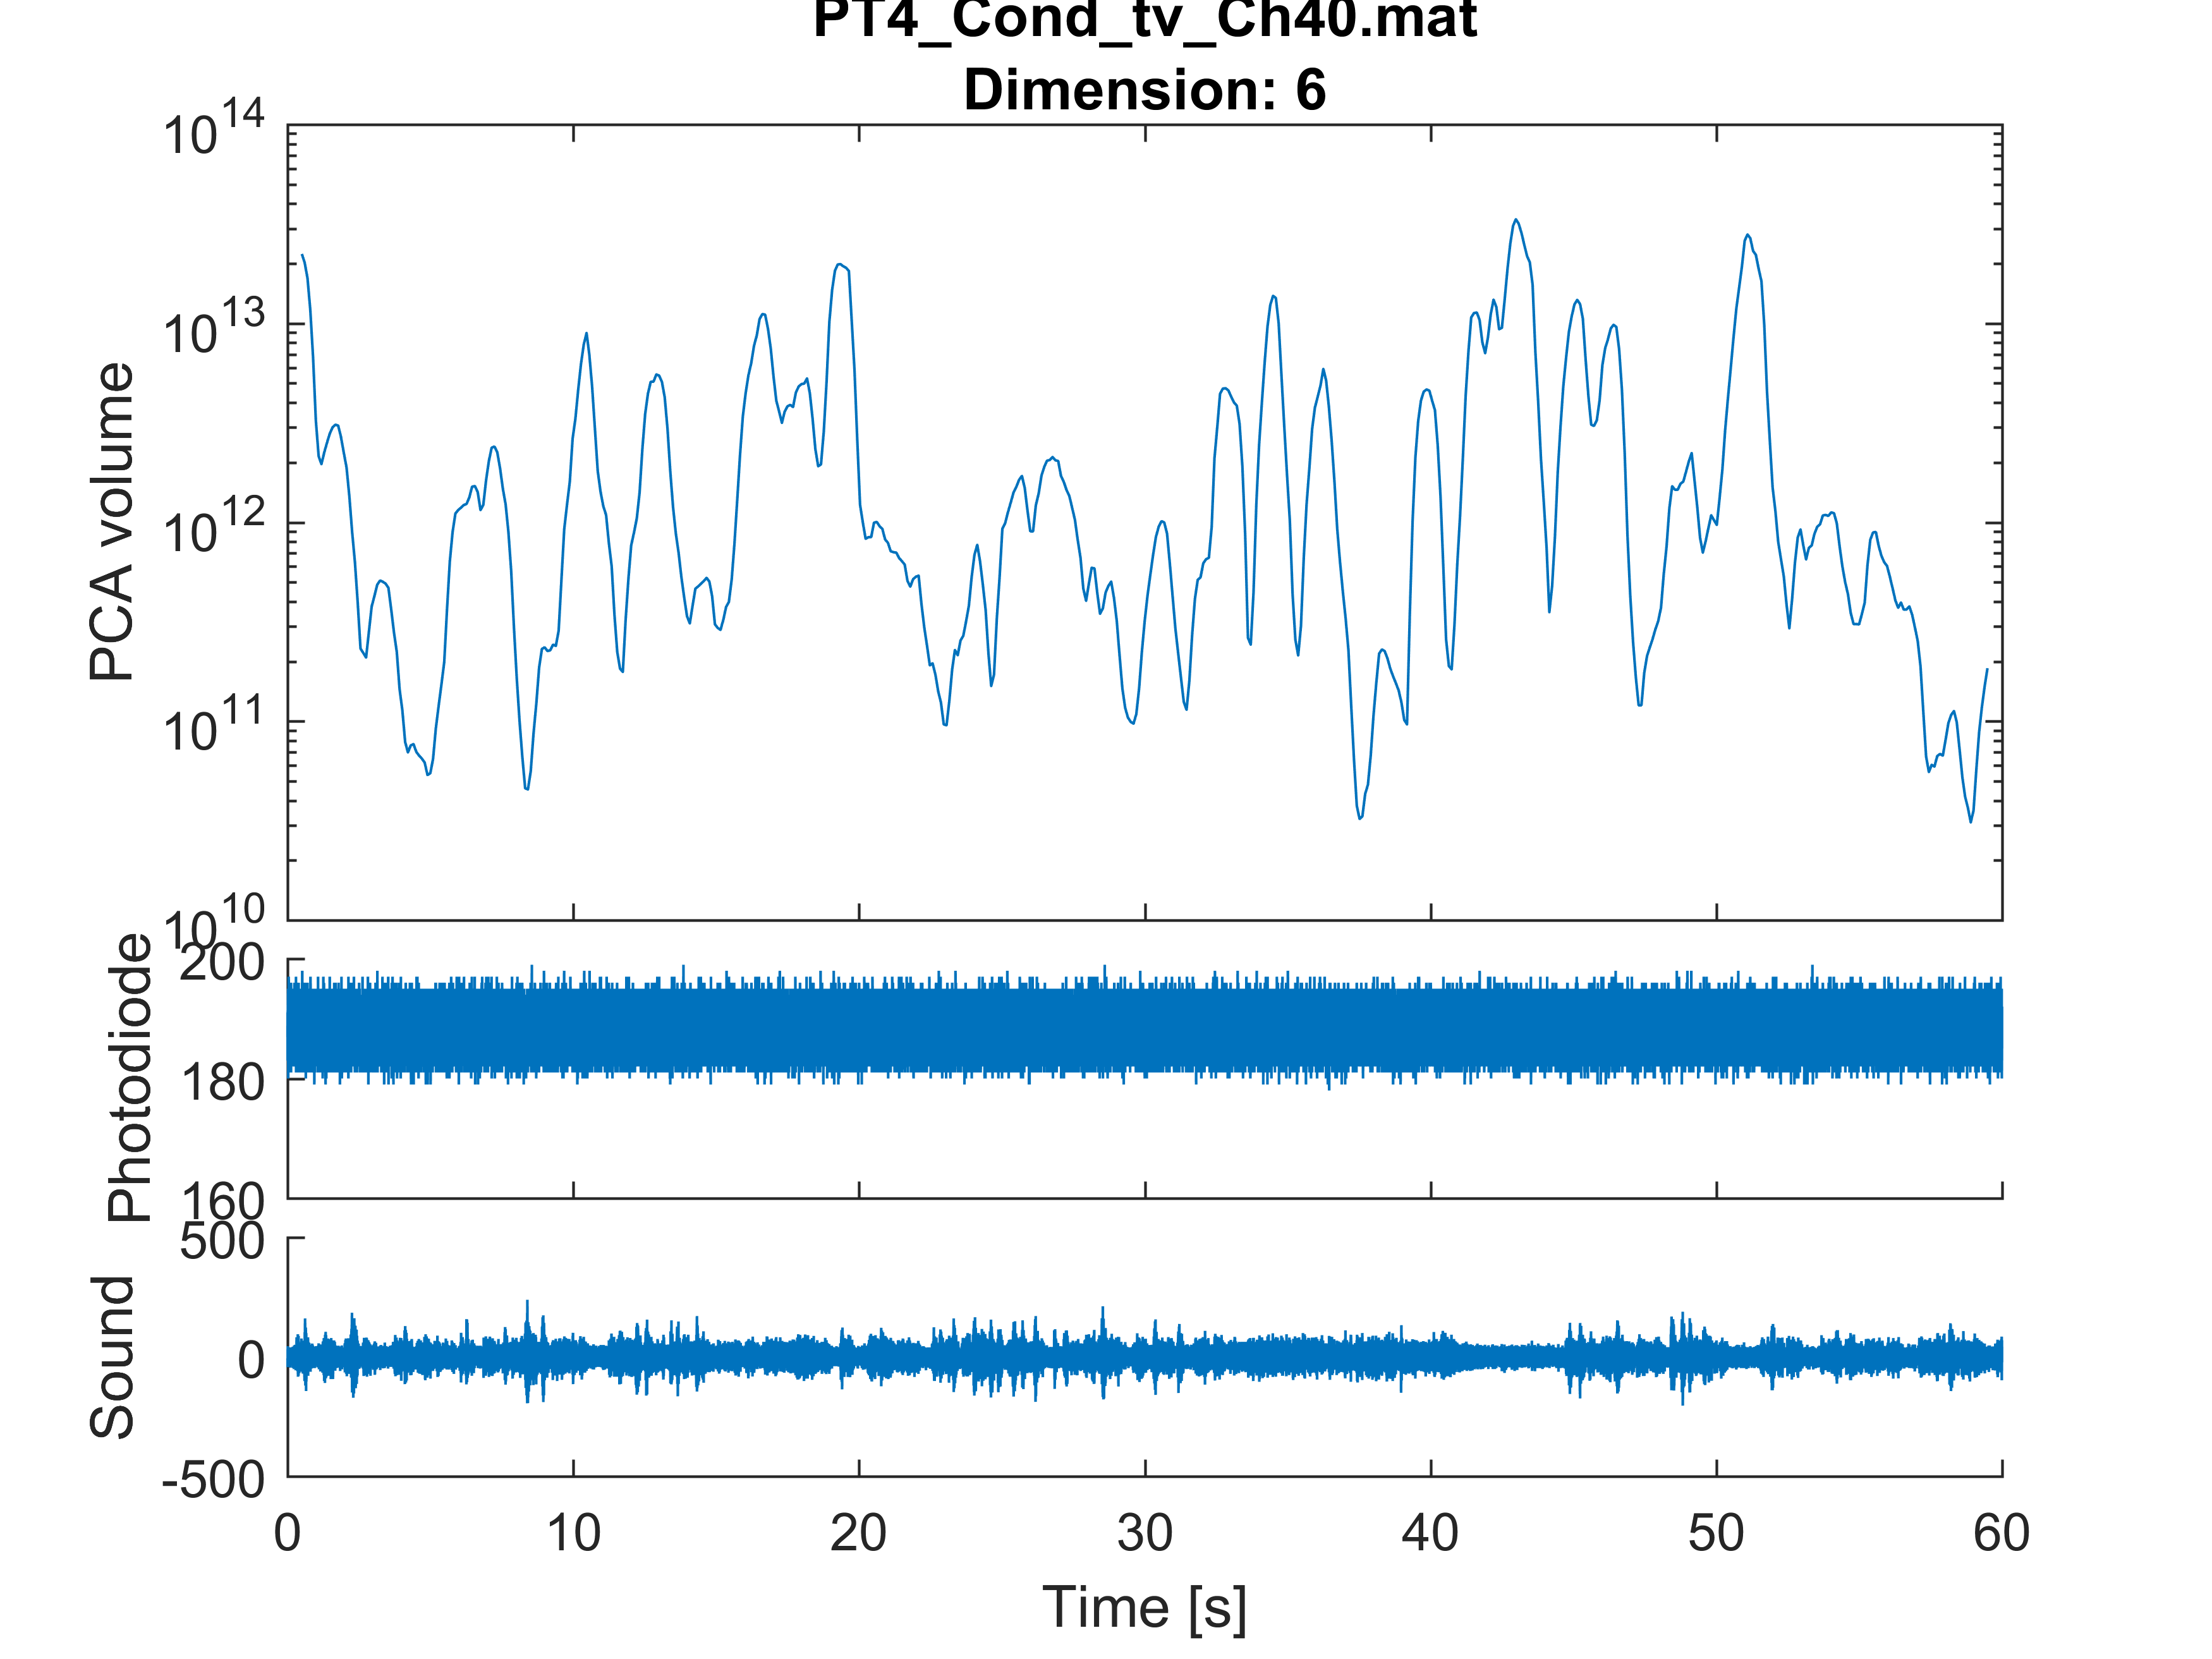 PT4_Cond_tv_Ch40.mat
Dimension: 6
PCA volume
10^14
10^13
10^12
10^11
10^10
Photodiode
200
180
160
Sound
500
0
-500
0 10 20 30 40 50 60
Time [s]